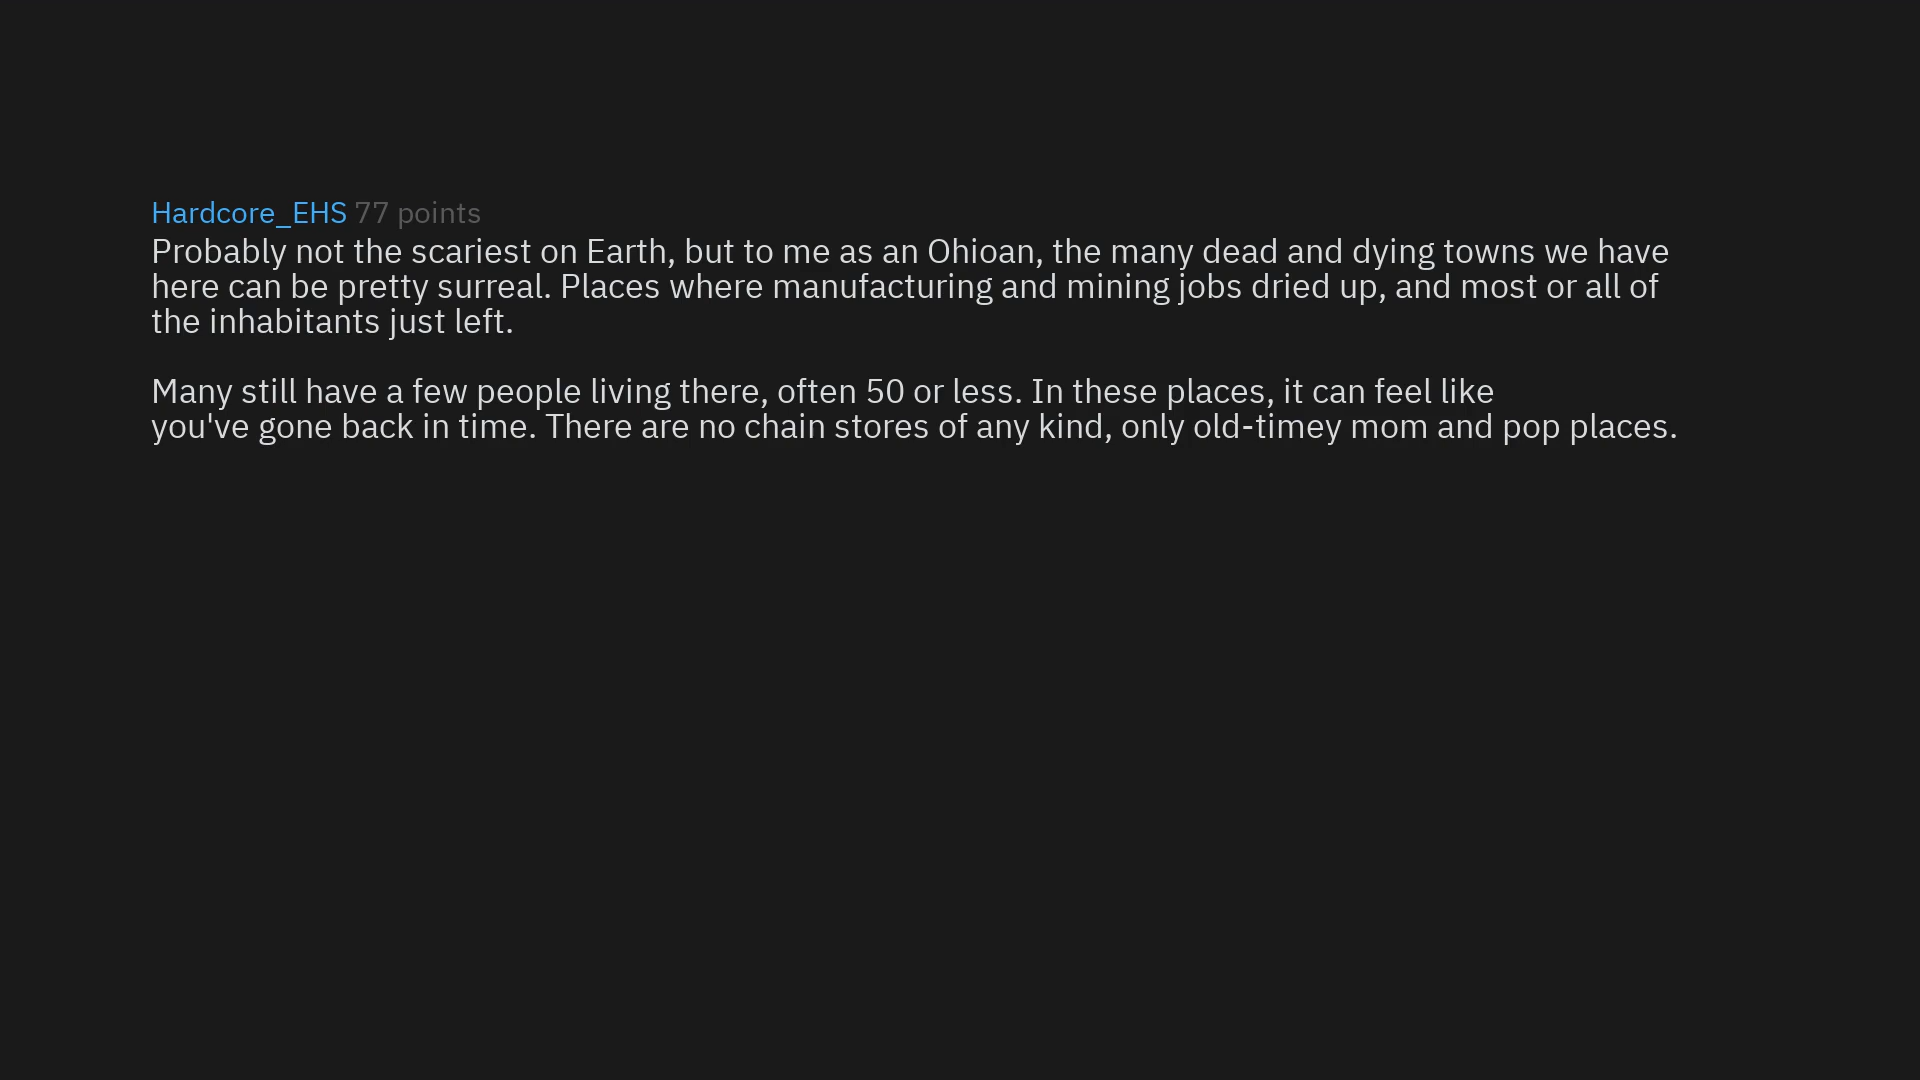 Hardcore_EHS 77 points
Probably not the scariest on Earth, but to me as an Ohioan, the many dead and dying towns we have
here can be pretty surreal. Places where manufacturing and mining jobs dried up, and most or all of
the inhabitants just left.
Many still have a few people living there, often 50 or less. In these places, it can feel like
you've gone back in time. There are no chain stores of any kind, only old-timey mom and pop places.